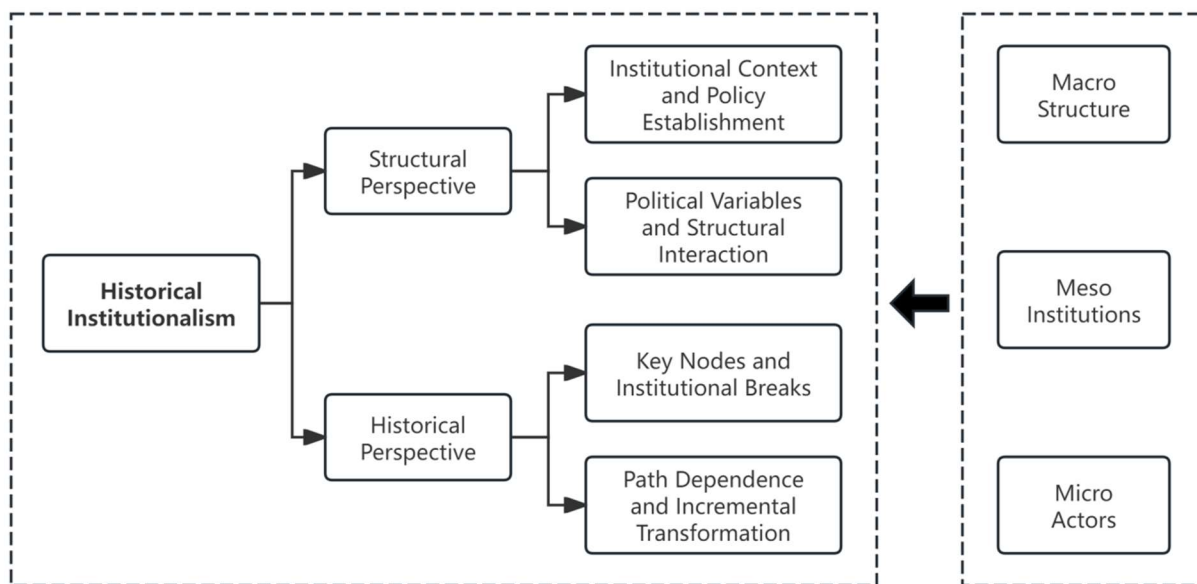 Historical
Institutionalism
Structural
Perspective
Historical
Perspective
Institutional Context
and Policy
Establishment
Political Variables
and Structural
Interaction
Key Nodes and
Institutional Breaks
Path Dependence
and Incremental
Transformation
Macro
Structure
Meso
Institutions
Micro
Actors